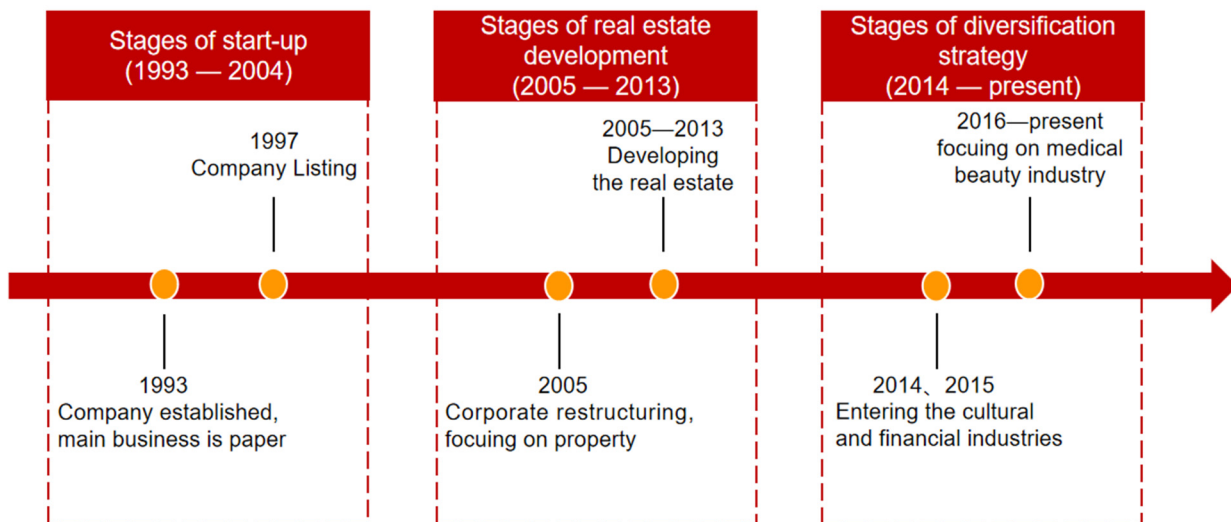 Stages of start-up
(1993 — 2004)
Stages of real estate
development
(2005 — 2013)
Stages of diversification
strategy
(2014 — present)
1997
Company Listing
2005—2013
Developing
the real estate
2016—present
focuing on medical
beauty industry
1993
Company established,
main business is paper
2005
Corporate restructuring,
focusing on property
2014、2015
Entering the cultural
and financial industries